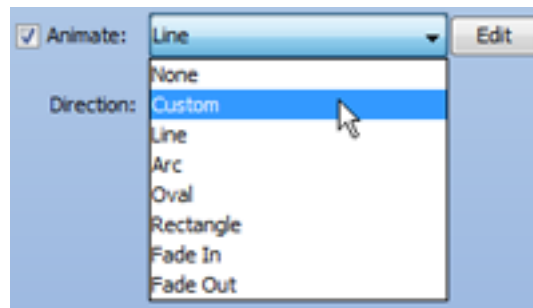 Animate: Line Edit
None
Direction: Custom
Line
Arc
Oval
Rectangle
Fade In
Fade Out